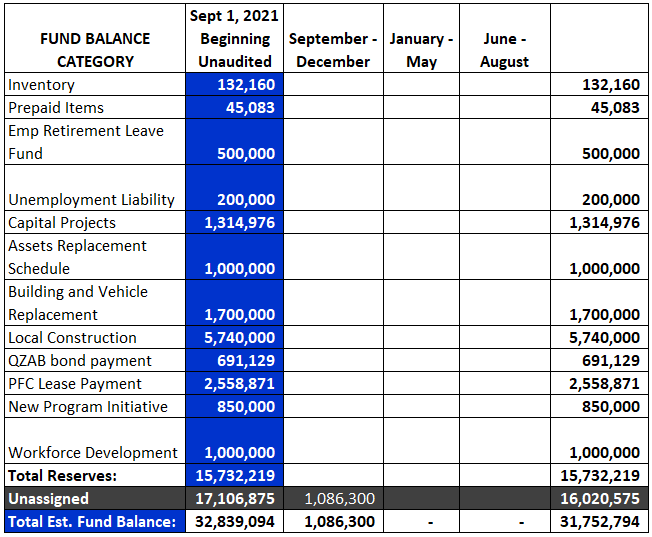 FUND BALANCE CATEGORY | Sept 1, 2021 Beginning Unaudited | September - December | January - May | June - August
Inventory 132,160 132,160
Prepaid Items 45,083 45,083
Emp Retirement Leave
Fund 500,000 500,000
Unemployment Liability 200,000 200,000
Capital Projects 1,314,976 1,314,976
Assets Replacement
Schedule 1,000,000 1,000,000
Building and Vehicle
Replacement 1,700,000 1,700,000
Local Construction 5,740,000 5,740,000
QZAB bond payment 691,129 691,129
PFC Lease Payment 2,558,871 2,558,871
New Program Initiative 850,000 850,000
Workforce Development 1,000,000 1,000,000
Total Reserves: 15,732,219 15,732,219
Unassigned 17,106,875 1,086,300 16,020,575
Total Est. Fund Balance: 32,839,094 1,086,300 - - 31,752,794